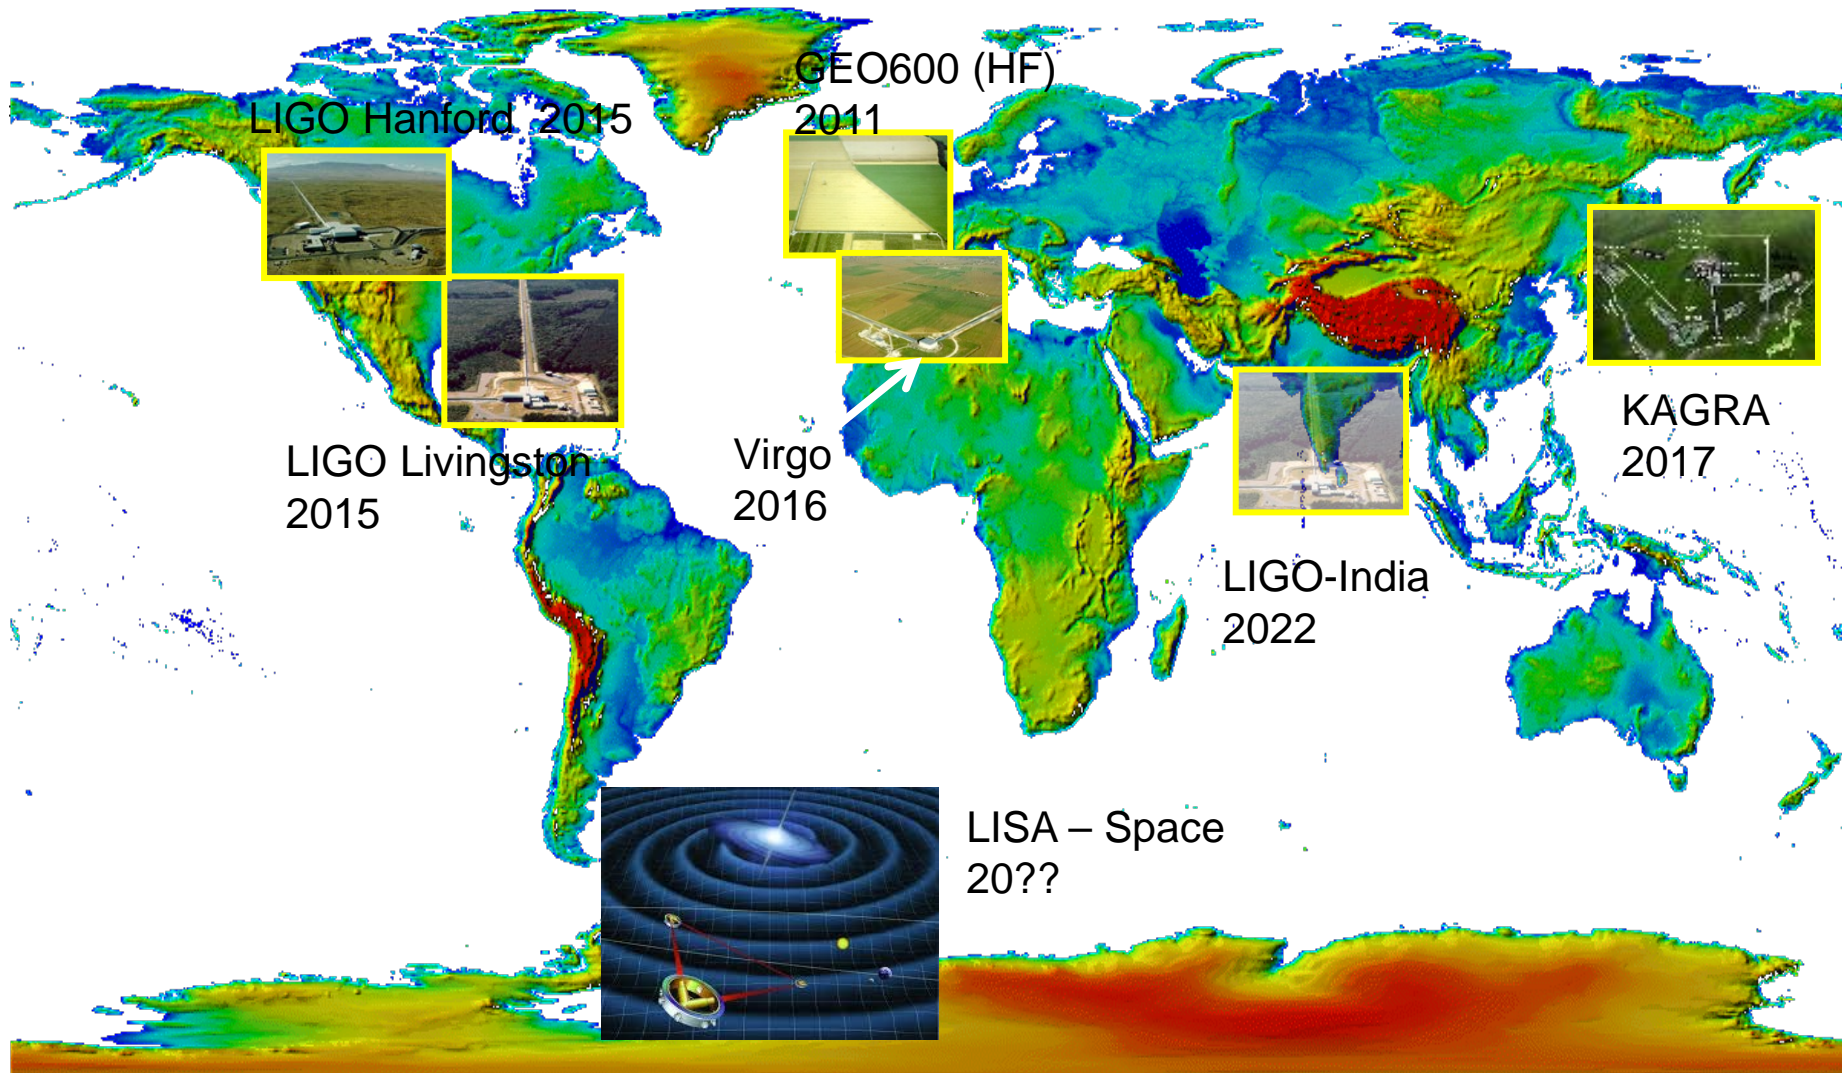 GEO600 (HF)
2011
LIGO Hanford  2015
LIGO Livingston
2015
Virgo
2016
KAGRA
2017
LIGO-India
2022
LISA – Space
20??